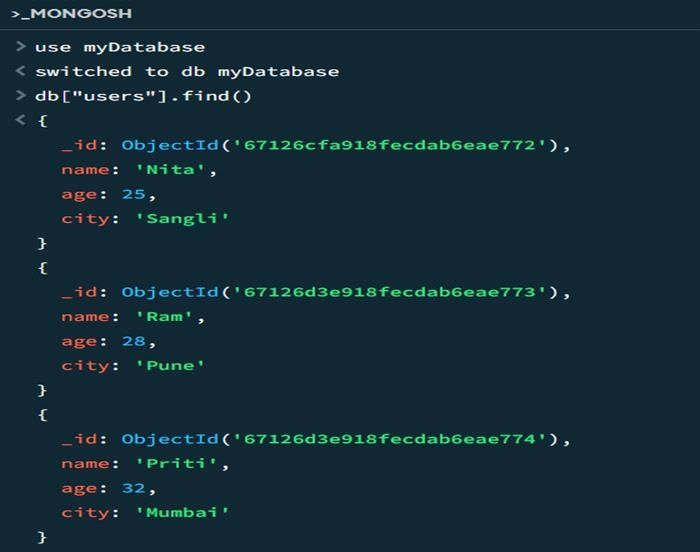 >_MONGOSH
> use myDatabase
< switched to db myDatabase
> db["users"].find()
< {
_id: ObjectId('67126cfa918fecdab6eae772'),
name: 'Nita',
age: 25,
city: 'Sangli'
}
{
_id: ObjectId('67126d3e918fecdab6eae773'),
name: 'Ram',
age: 28,
city: 'Pune'
}
{
_id: ObjectId('67126d3e918fecdab6eae774'),
name: 'Priti',
age: 32,
city: 'Mumbai'
}